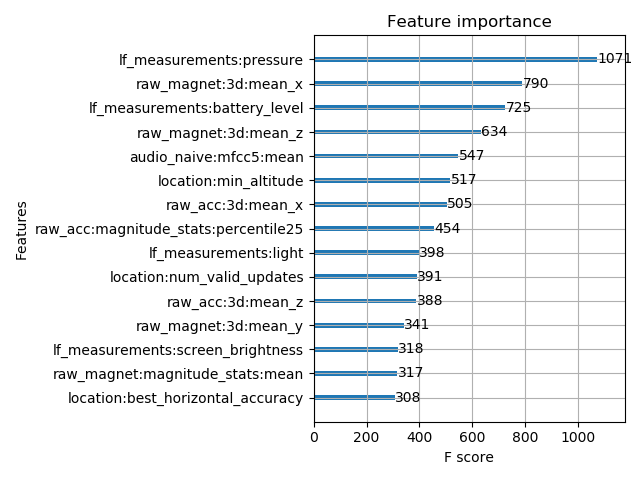 Feature importance
Features
lf_measurements:pressure 1071
raw_magnet:3d:mean_x 790
lf_measurements:battery_level 725
raw_magnet:3d:mean_z 634
audio_naive:mfcc5:mean 547
location:min_altitude 517
raw_acc:3d:mean_x 505
raw_acc:magnitude_stats:percentile25 454
lf_measurements:light 398
location:num_valid_updates 391
raw_acc:3d:mean_z 388
raw_magnet:3d:mean_y 341
lf_measurements:screen_brightness 318
raw_magnet:magnitude_stats:mean 317
location:best_horizontal_accuracy 308
0 200 400 600 800 1000
F score